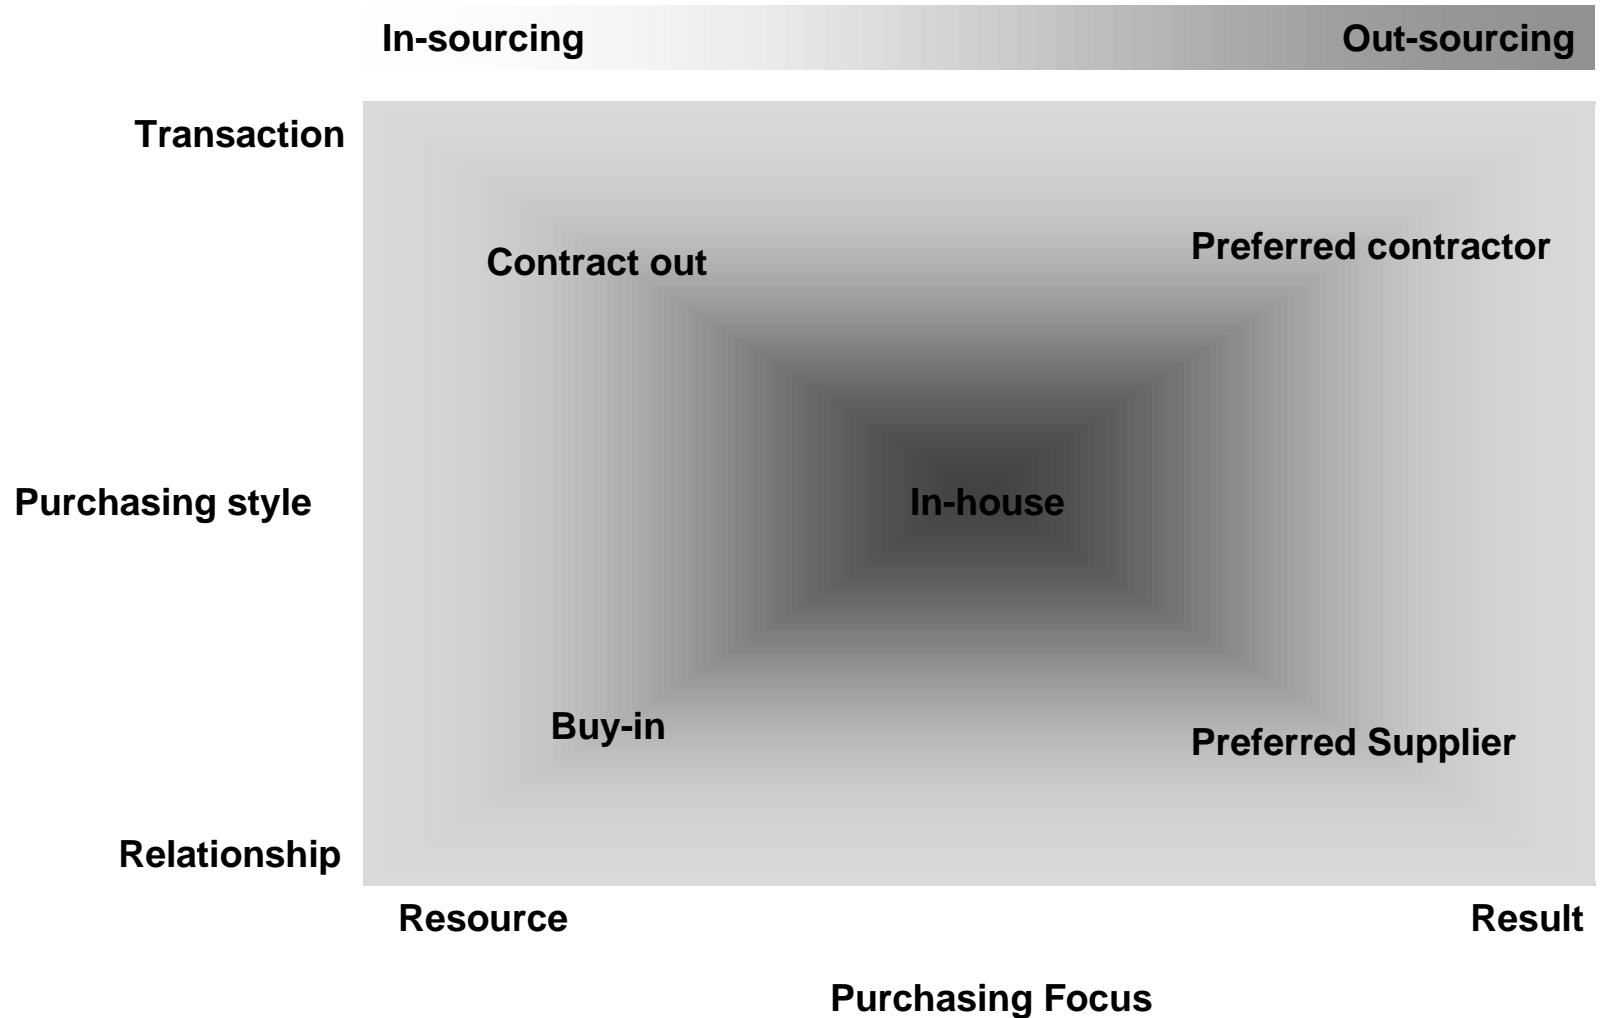 In-sourcing Out-sourcing
Transaction
Contract out Preferred contractor
Purchasing style In-house
Buy-in Preferred Supplier
Relationship
Resource Result
Purchasing Focus